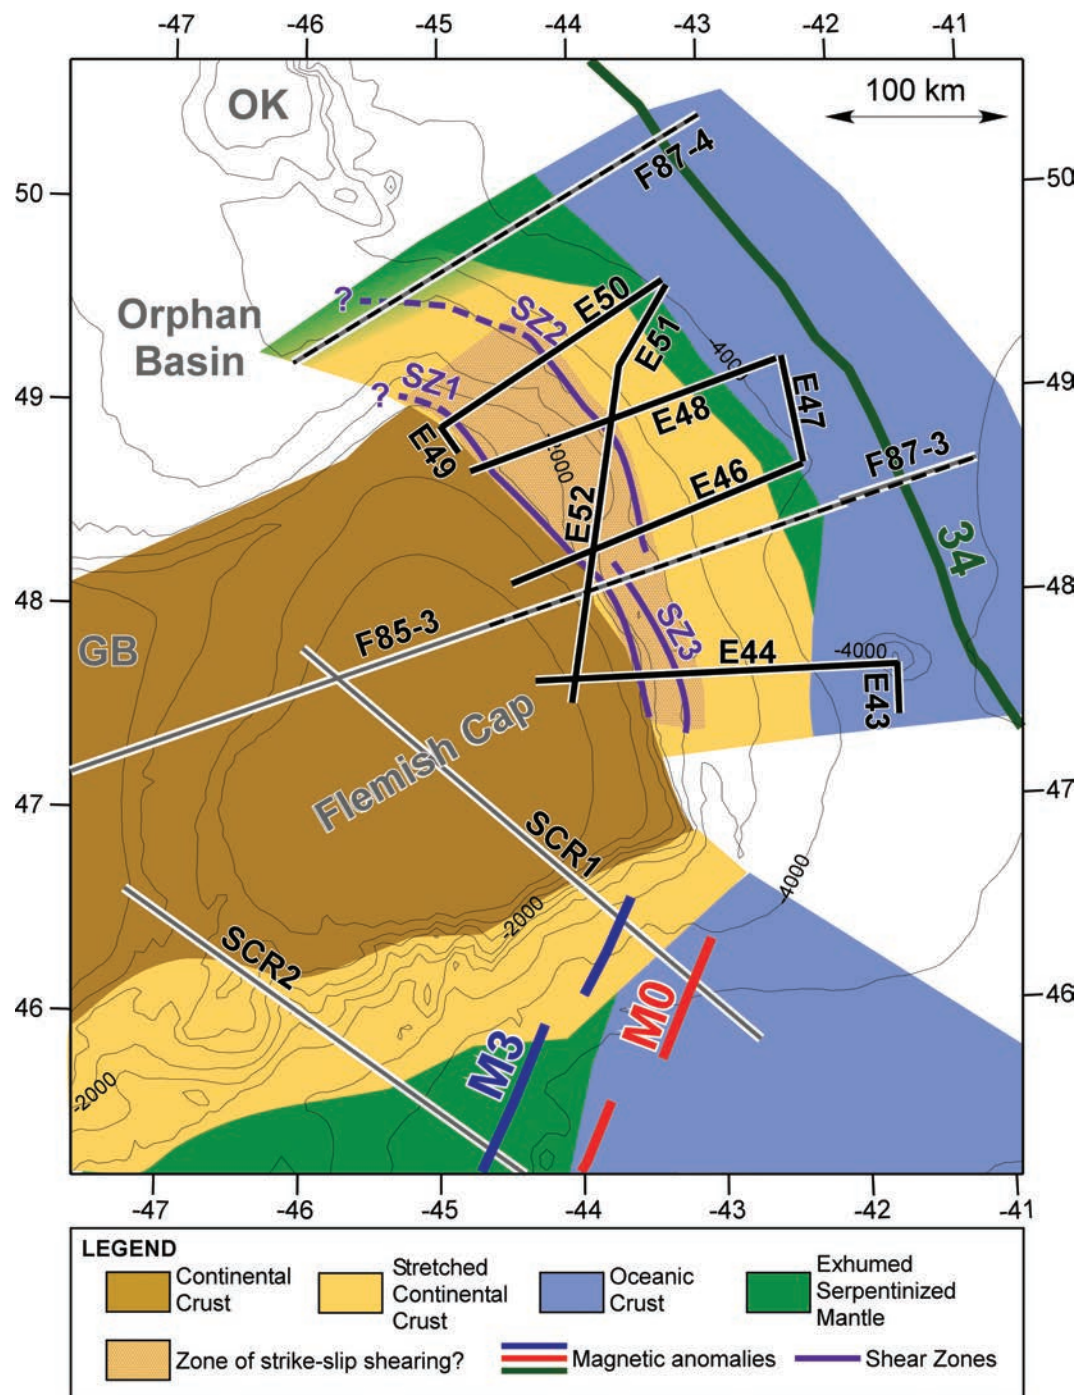 -47 -46 -45 -44 -43 -42 -41
OK
100 km
F87-4
50
50
Orphan
Basin
?
SZ2
E50
E51
-4000
49
49
SZ1
?
E49
E48
E47
-3000
E46
F87-3
E52
34
48
48
GB
F85-3
SZ3
E44
-4000
E43
Flemish Cap
47
47
SCR1
-4000
-2000
SCR2
M0
46
46
M3
-2000
-47 -46 -45 -44 -43 -42 -41
LEGEND
Continental
Crust
Stretched
Continental
Crust
Oceanic
Crust
Exhumed
Serpentinized
Mantle
Zone of strike-slip shearing?
Magnetic anomalies
Shear Zones